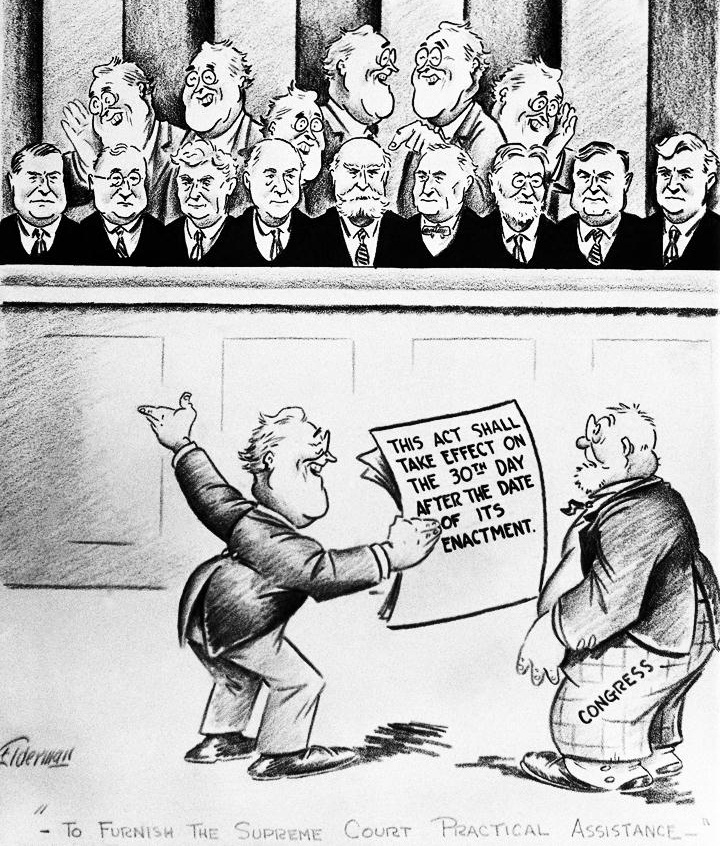 THIS ACT SHALL
TAKE EFFECT ON
THE 30TH DAY
AFTER THE DATE
OF ITS
ENACTMENT.
CONGRESS
Elderman
"- TO FURNISH THE SUPREME COURT PRACTICAL ASSISTANCE -"